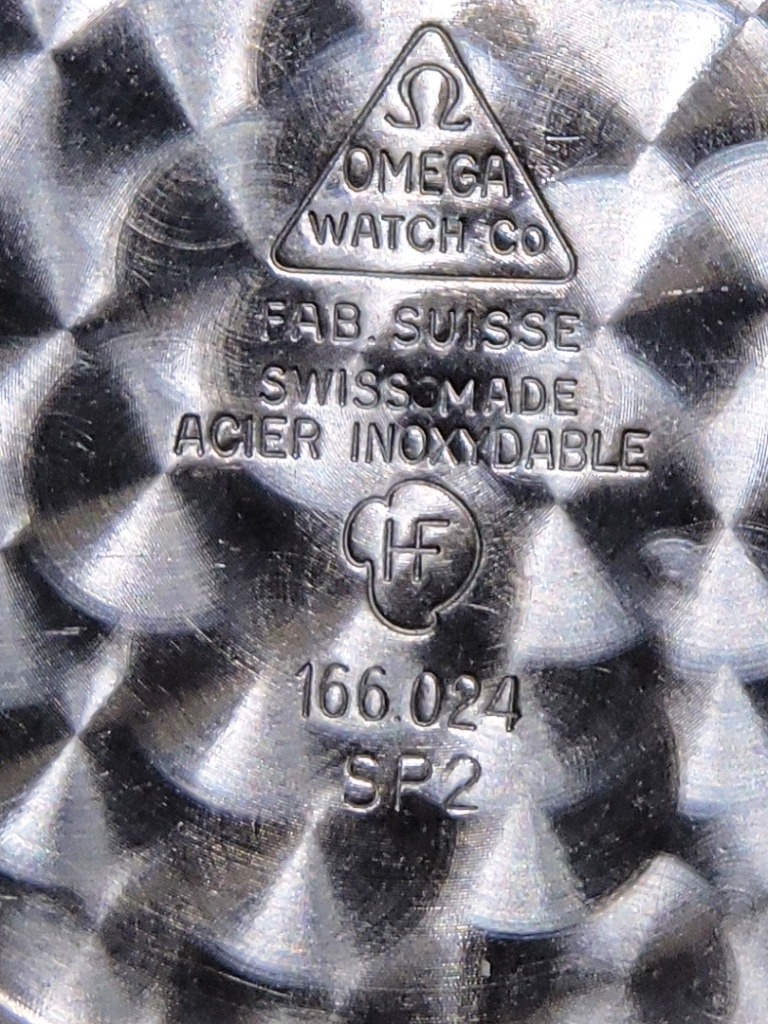 Ω
OMEGA
WATCH Co
FAB. SUISSE
SWISS MADE
ACIER INOXYDABLE
HF
166.024
SP2